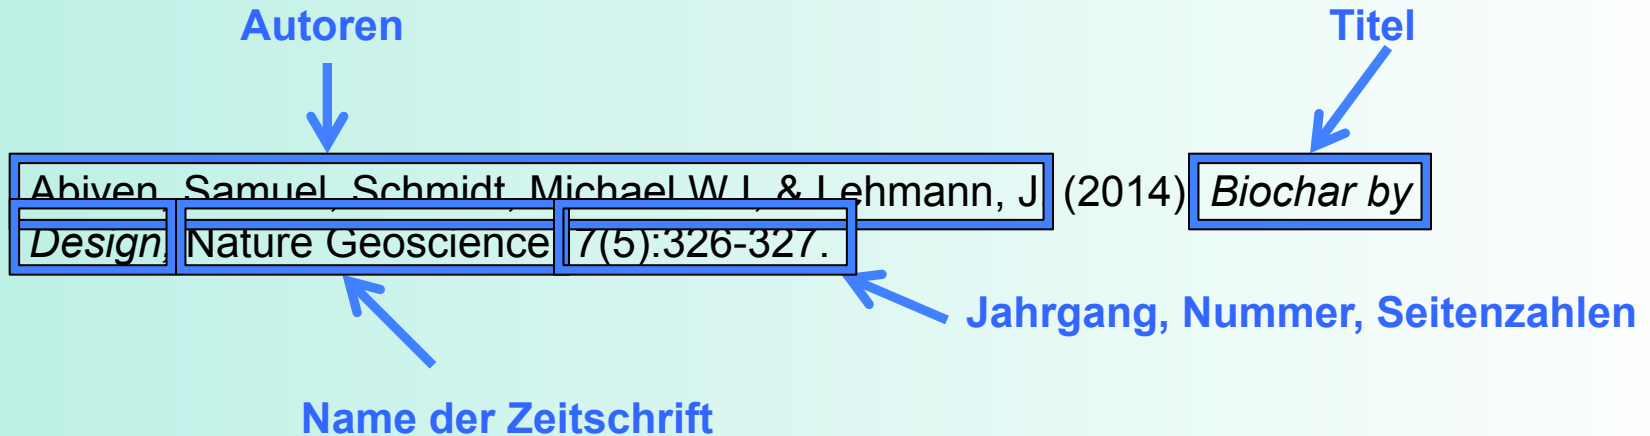 Autoren
Titel
Abiven, Samuel, Schmidt, Michael W.I, & Lehmann, J. (2014) Biochar by
Design, Nature Geoscience 7(5):326-327.
Jahrgang, Nummer, Seitenzahlen
Name der Zeitschrift